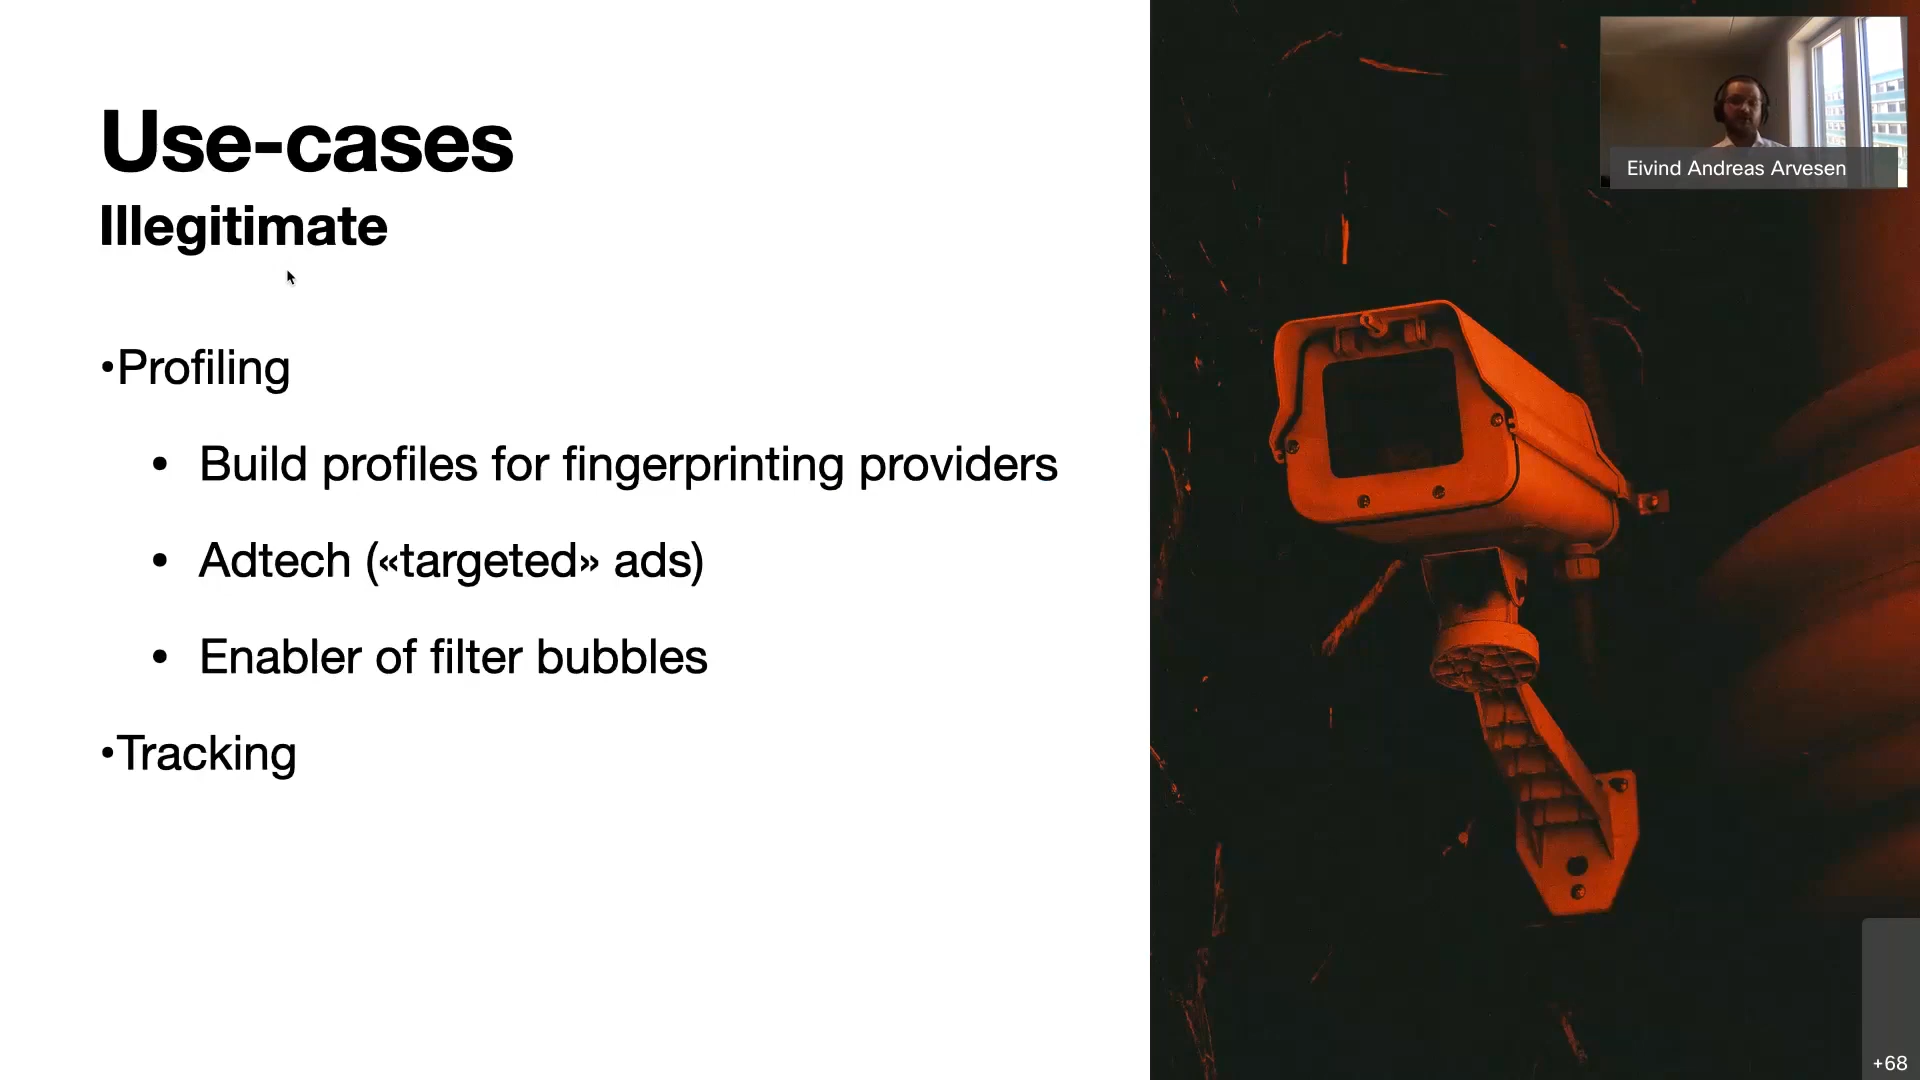 Use-cases
Illegitimate
•Profiling
• Build profiles for fingerprinting providers
• Adtech («targeted» ads)
• Enabler of filter bubbles
•Tracking
Eivind Andreas Arvesen
+68